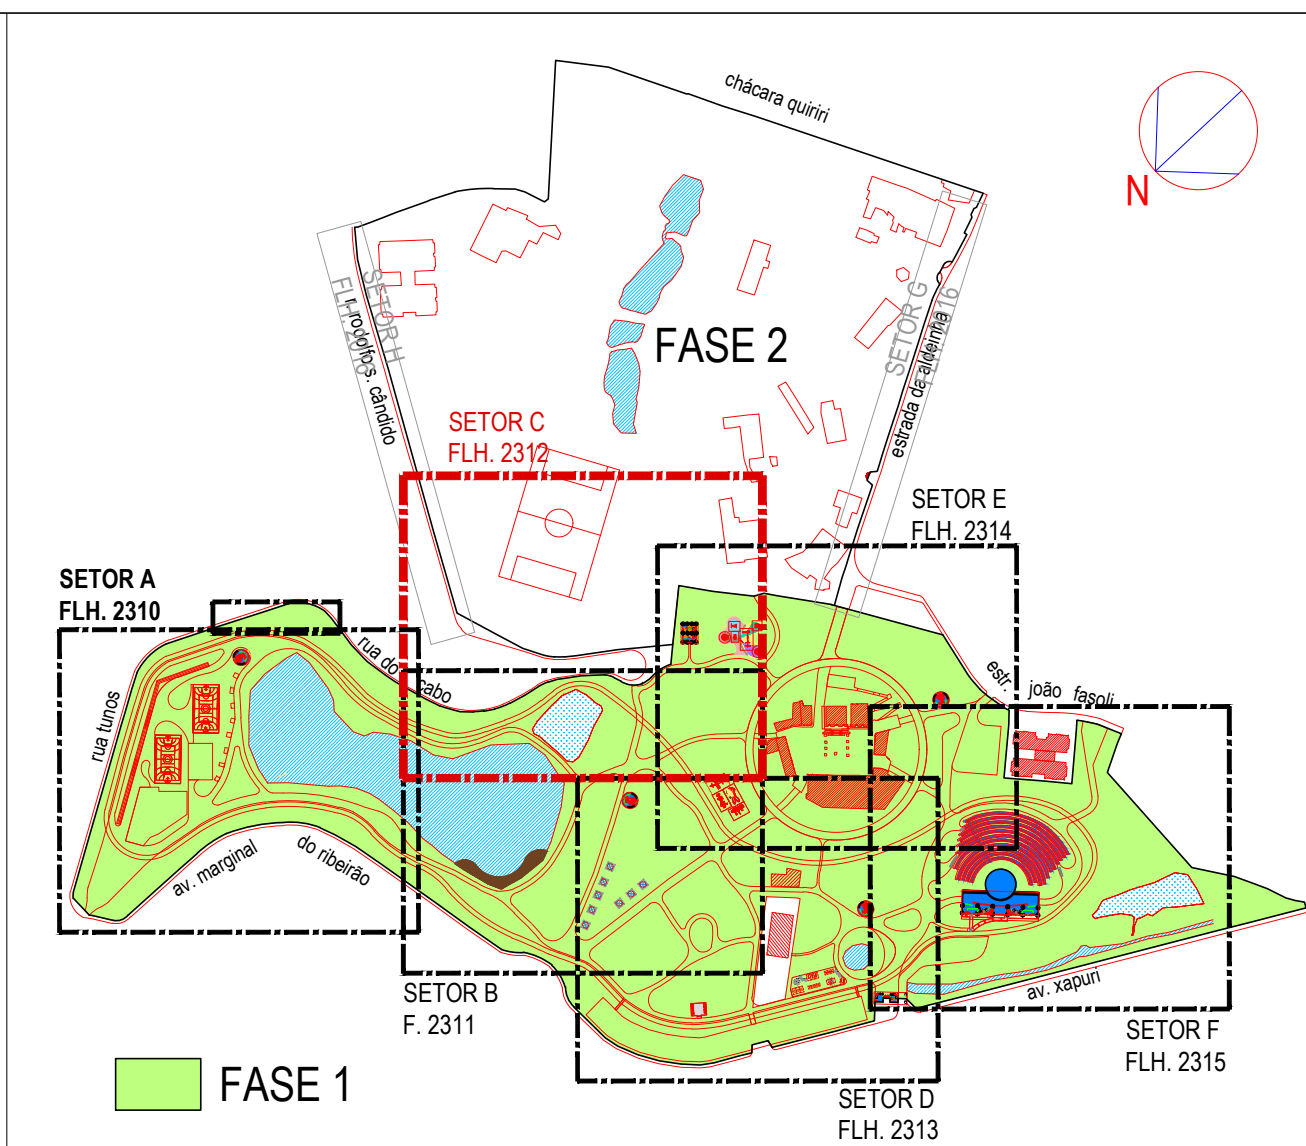 chácara quiriri
N
SETOR H
FLH. 2016
r. rodolfo s. cândido
FASE 2
SETOR G
FLH. 2016
estrada da aldeinha
SETOR C
FLH. 2312
SETOR E
FLH. 2314
SETOR A
FLH. 2310
rua do cabo
estr. joão fasoli
rua tunos
av. marginal do ribeirão
av. xapuri
SETOR B
F. 2311
SETOR F
FLH. 2315
FASE 1
SETOR D
FLH. 2313